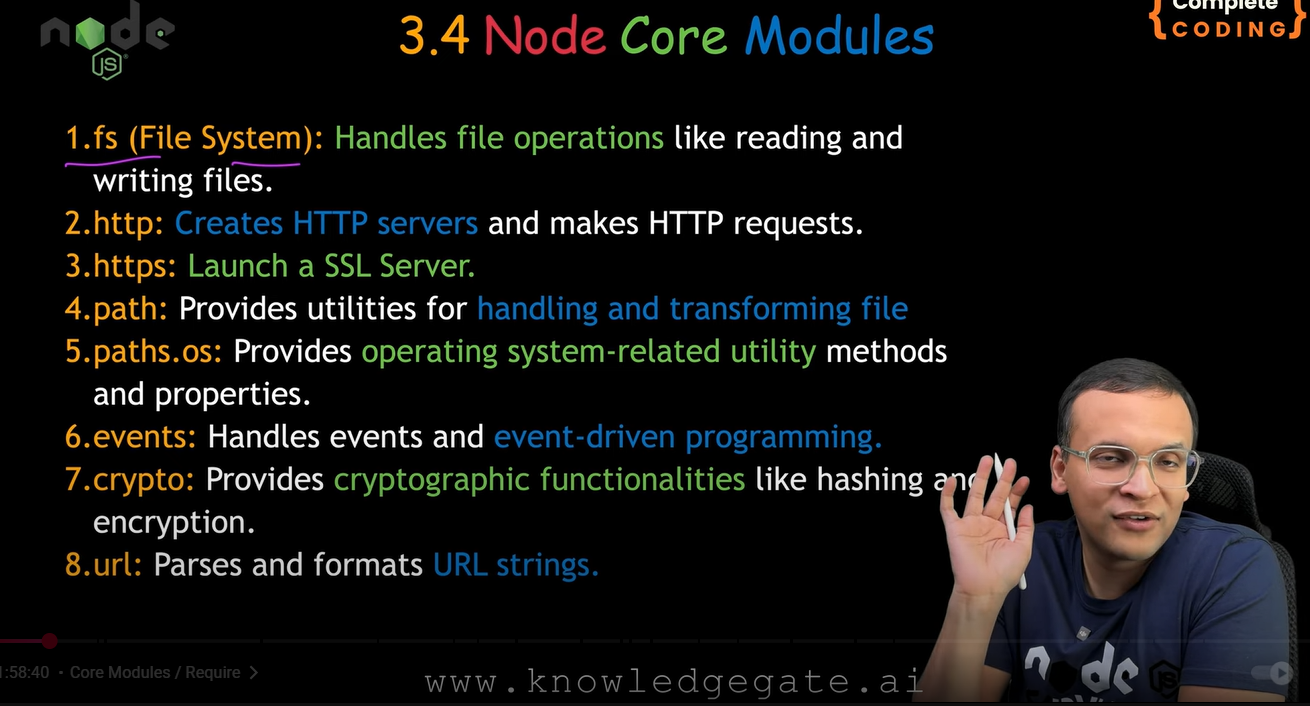 node
JS
3.4 Node Core Modules
Complete
CODING
1.fs (File System): Handles file operations like reading and
writing files.
2.http: Creates HTTP servers and makes HTTP requests.
3.https: Launch a SSL Server.
4.path: Provides utilities for handling and transforming file
5.paths.os: Provides operating system-related utility methods
and properties.
6.events: Handles events and event-driven programming.
7.crypto: Provides cryptographic functionalities like hashing and
encryption.
8.url: Parses and formats URL strings.
1:58:40 • Core Modules / Require
www.knowledgegate.ai
node
JS